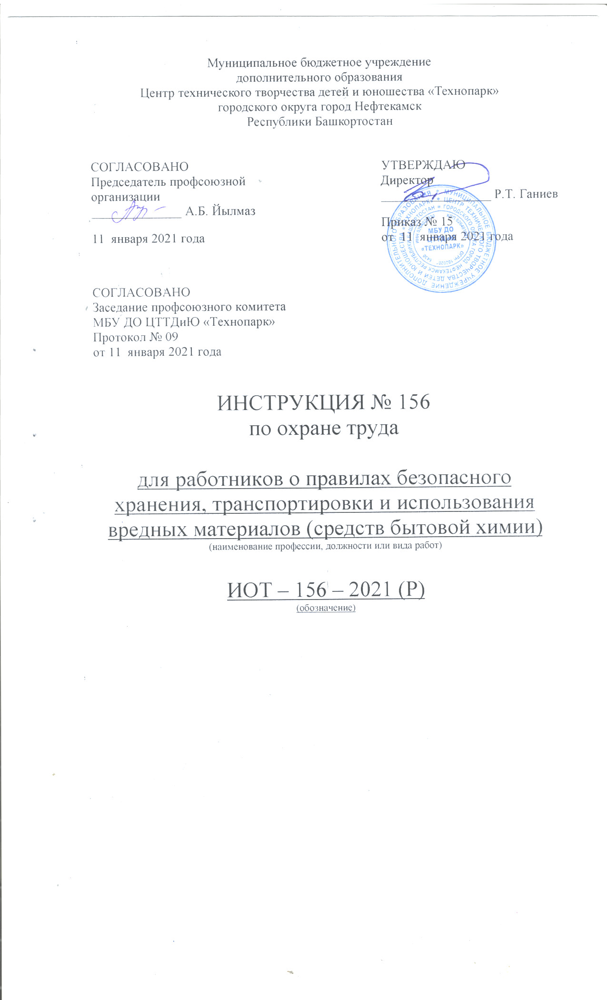 Муниципальное бюджетное учреждение
дополнительного образования
Центр технического творчества детей и юношества «Технопарк»
городского округа город Нефтекамск
Республики Башкортостан
СОГЛАСОВАНО
Председатель профсоюзной
организации
А.Б. Йылмаз
11 января 2021 года
УТВЕРЖДАЮ
Директор
Р.Т. Ганиев
Приказ № 15
от 11 января 2021 года
МУНИЦИПАЛЬНОЕ БЮДЖЕТНОЕ УЧРЕЖДЕНИЕ ДОПОЛНИТЕЛЬНОГО ОБРАЗОВАНИЯ
ЦЕНТР ТЕХНИЧЕСКОГО ТВОРЧЕСТВА ДЕТЕЙ И ЮНОШЕСТВА «ТЕХНОПАРК»
ГОРОДСКОГО ОКРУГА ГОРОД НЕФТЕКАМСК РЕСПУБЛИКИ БАШКОРТОСТАН
МБУ ДО
ЦТТДиЮ
«ТЕХНОПАРК»
СОГЛАСОВАНО
Заседание профсоюзного комитета
МБУ ДО ЦТТДиЮ «Технопарк»
Протокол № 09
от 11 января 2021 года
ИНСТРУКЦИЯ № 156
по охране труда
для работников о правилах безопасного
хранения, транспортировки и использования
вредных материалов (средств бытовой химии)
(наименование профессии, должности или вида работ)
ИОТ – 156 – 2021 (Р)
(обозначение)